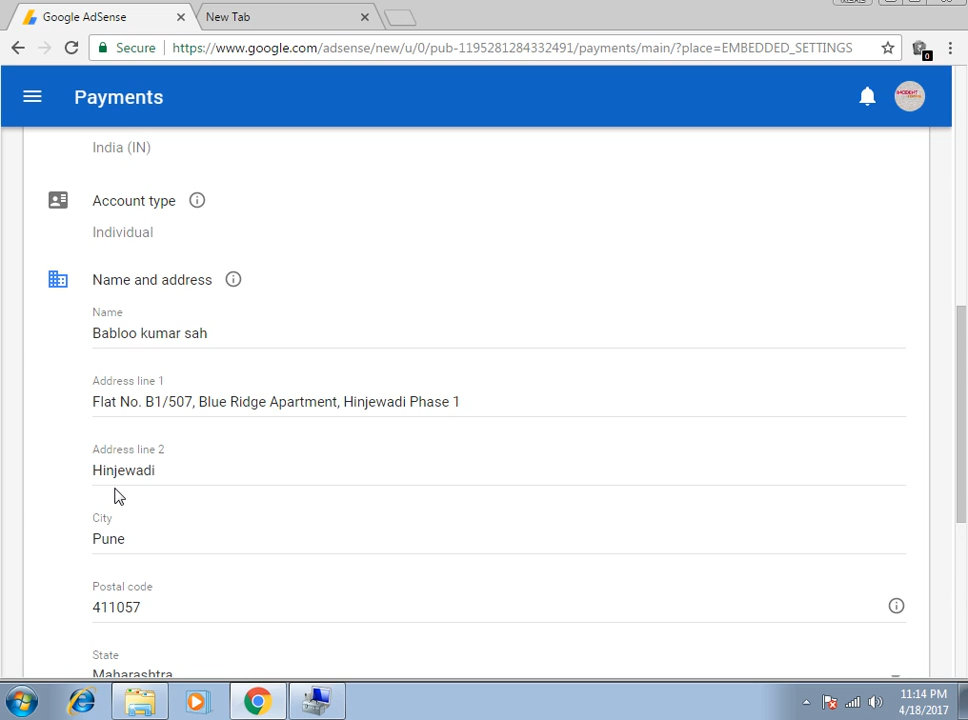 Google AdSense
New Tab
Secure
https://www.google.com/adsense/new/u/0/pub-1195281284332491/payments/main/?place=EMBEDDED_SETTINGS
0
Payments
India (IN)
Account type
Individual
Name and address
Name
Babloo kumar sah
Address line 1
Flat No. B1/507, Blue Ridge Apartment, Hinjewadi Phase 1
Address line 2
Hinjewadi
City
Pune
Postal code
411057
State
Maharashtra
11:14 PM
4/18/2017